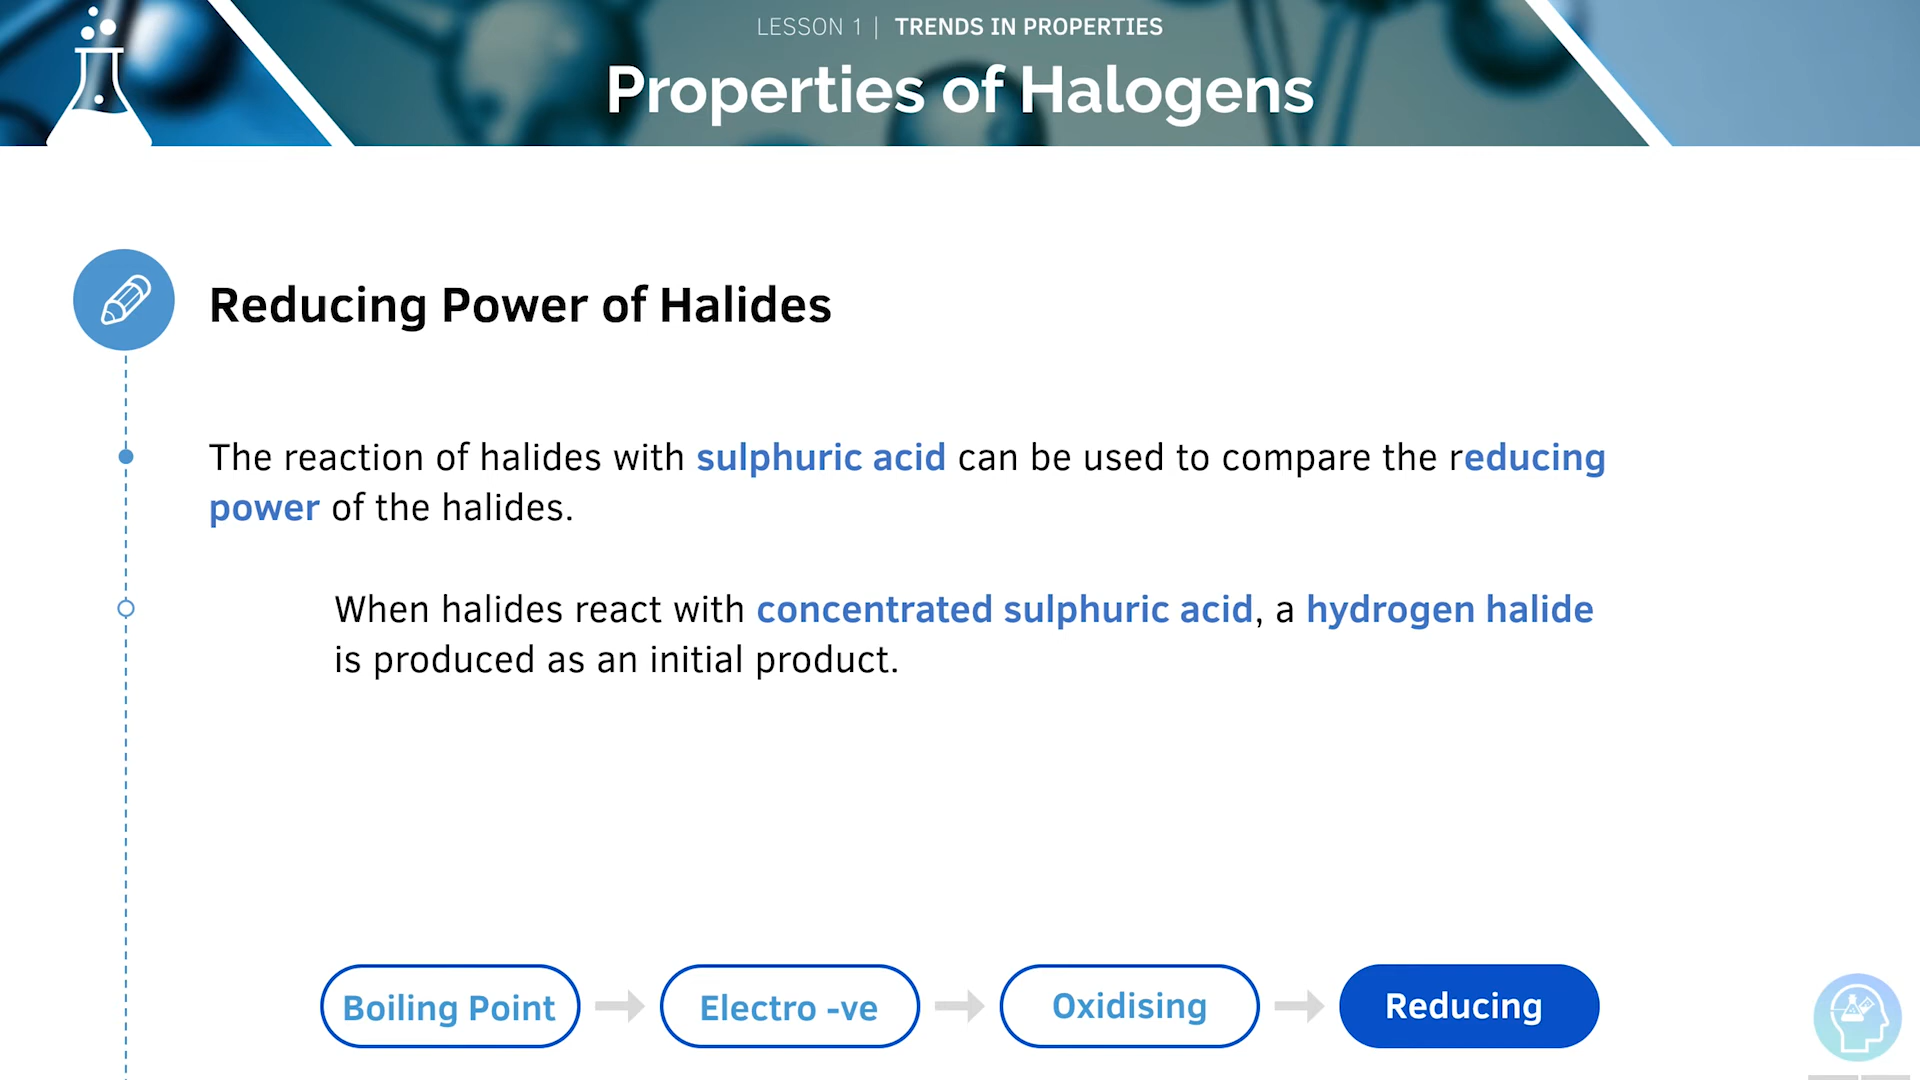 LESSON 1 | TRENDS IN PROPERTIES
Properties of Halogens
Reducing Power of Halides
The reaction of halides with sulphuric acid can be used to compare the reducing
power of the halides.
When halides react with concentrated sulphuric acid, a hydrogen halide
is produced as an initial product.
Boiling Point
Electro -ve
Oxidising
Reducing